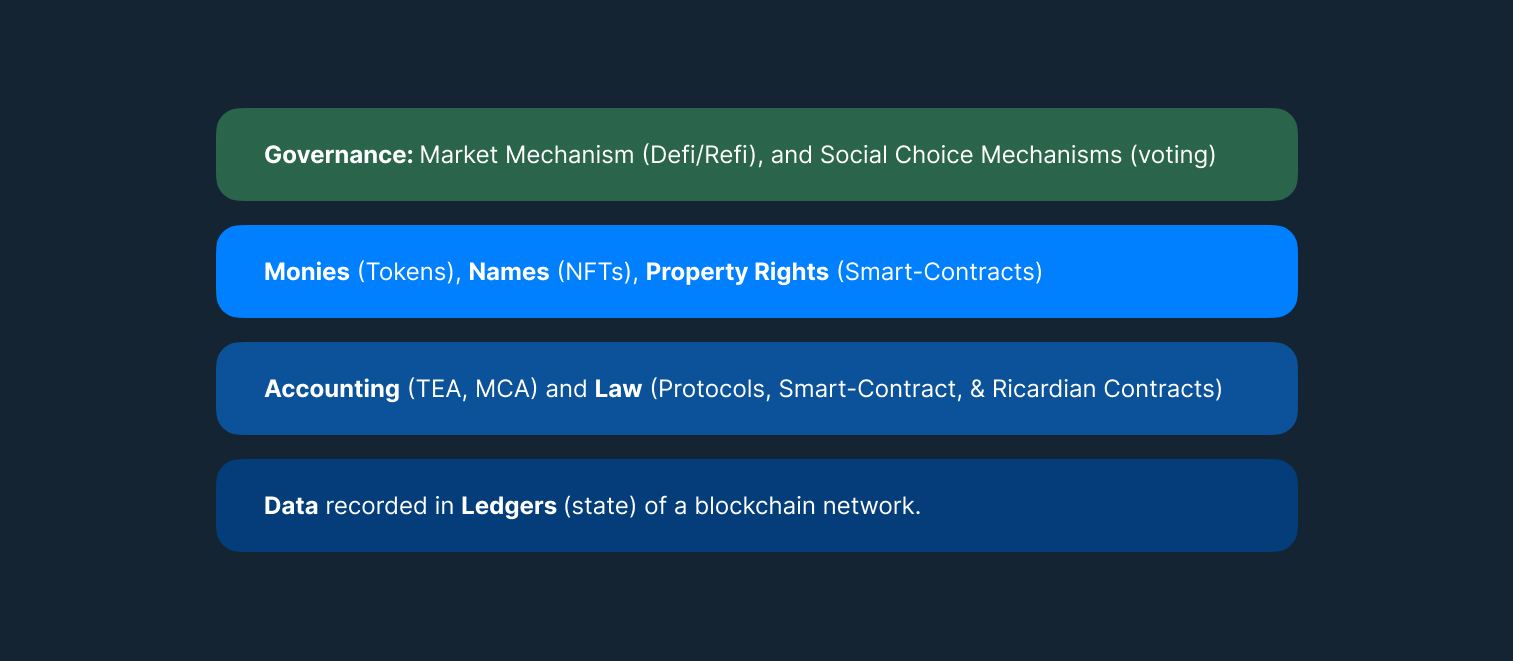 Governance: Market Mechanism (Defi/Refi), and Social Choice Mechanisms (voting)
Monies (Tokens), Names (NFTs), Property Rights (Smart-Contracts)
Accounting (TEA, MCA) and Law (Protocols, Smart-Contract, & Ricardian Contracts)
Data recorded in Ledgers (state) of a blockchain network.